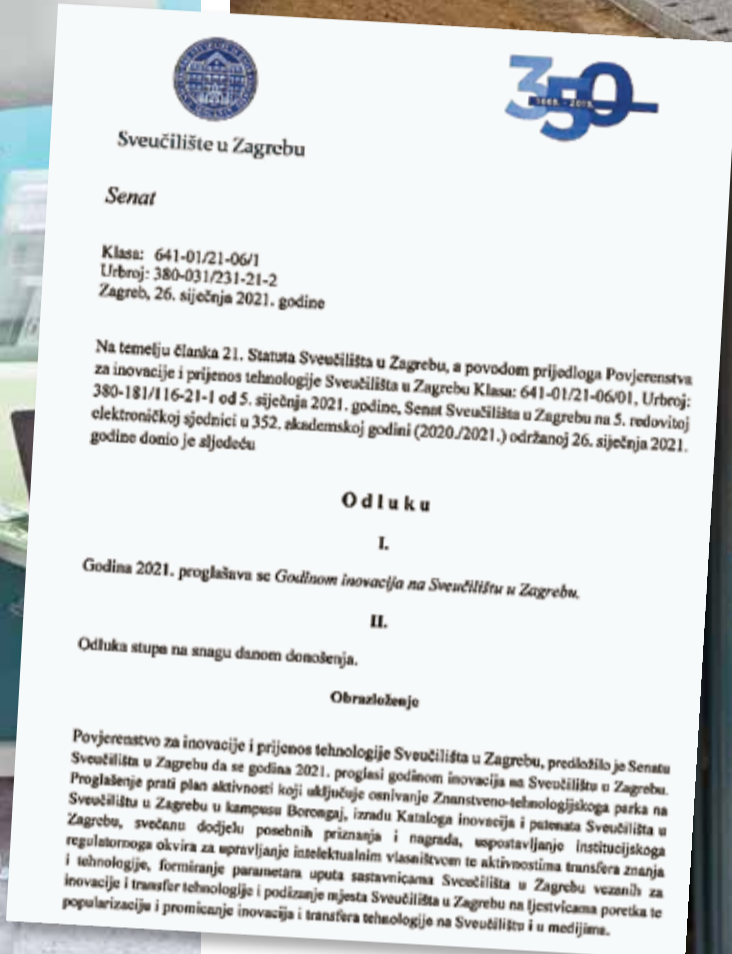 350
1669. - 2019.
Sveučilište u Zagrebu
Senat
Klasa: 641-01/21-06/1
Urbroj: 380-031/231-21-2
Zagreb, 26. siječnja 2021. godine
Na temelju članka 21. Statuta Sveučilišta u Zagrebu, a povodom prijedloga Povjerenstva
za inovacije i prijenos tehnologije Sveučilišta u Zagrebu Klasa: 641-01/21-06/01, Urbroj:
380-181/116-21-1 od 5. siječnja 2021. godine, Senat Sveučilišta u Zagrebu na 5. redovitoj
elektroničkoj sjednici u 352. akademskoj godini (2020./2021.) održanoj 26. siječnja 2021.
godine donio je sljedeću
Odluku
I.
Godina 2021. proglašava se Godinom inovacija na Sveučilištu u Zagrebu.
II.
Odluka stupa na snagu danom donošenja.
Obrazloženje
Povjerenstvo za inovacije i prijenos tehnologije Sveučilišta u Zagrebu, predložilo je Senatu
Sveučilišta u Zagrebu da se godina 2021. proglasi godinom inovacija na Sveučilištu u Zagrebu.
Proglašenje prati plan aktivnosti koji uključuje osnivanje Znanstveno-tehnologijskoga parka na
Sveučilištu u Zagrebu u kampusu Borongaj, izradu Kataloga inovacija i patenata Sveučilišta u
Zagrebu, svečanu dodjelu posebnih priznanja i nagrada, uspostavljanje institucijskoga
regulatornoga okvira za upravljanje intelektualnim vlasništvom te aktivnostima transfera znanja
i tehnologije, formiranje parametara uputa sastavnicama Sveučilišta u Zagrebu vezanih za
inovacije i transfer tehnologije i podizanje mjesta Sveučilišta u Zagrebu na ljestvicama poretka te
popularizaciju i promicanje inovacija i transfera tehnologije na Sveučilištu i u medijima.